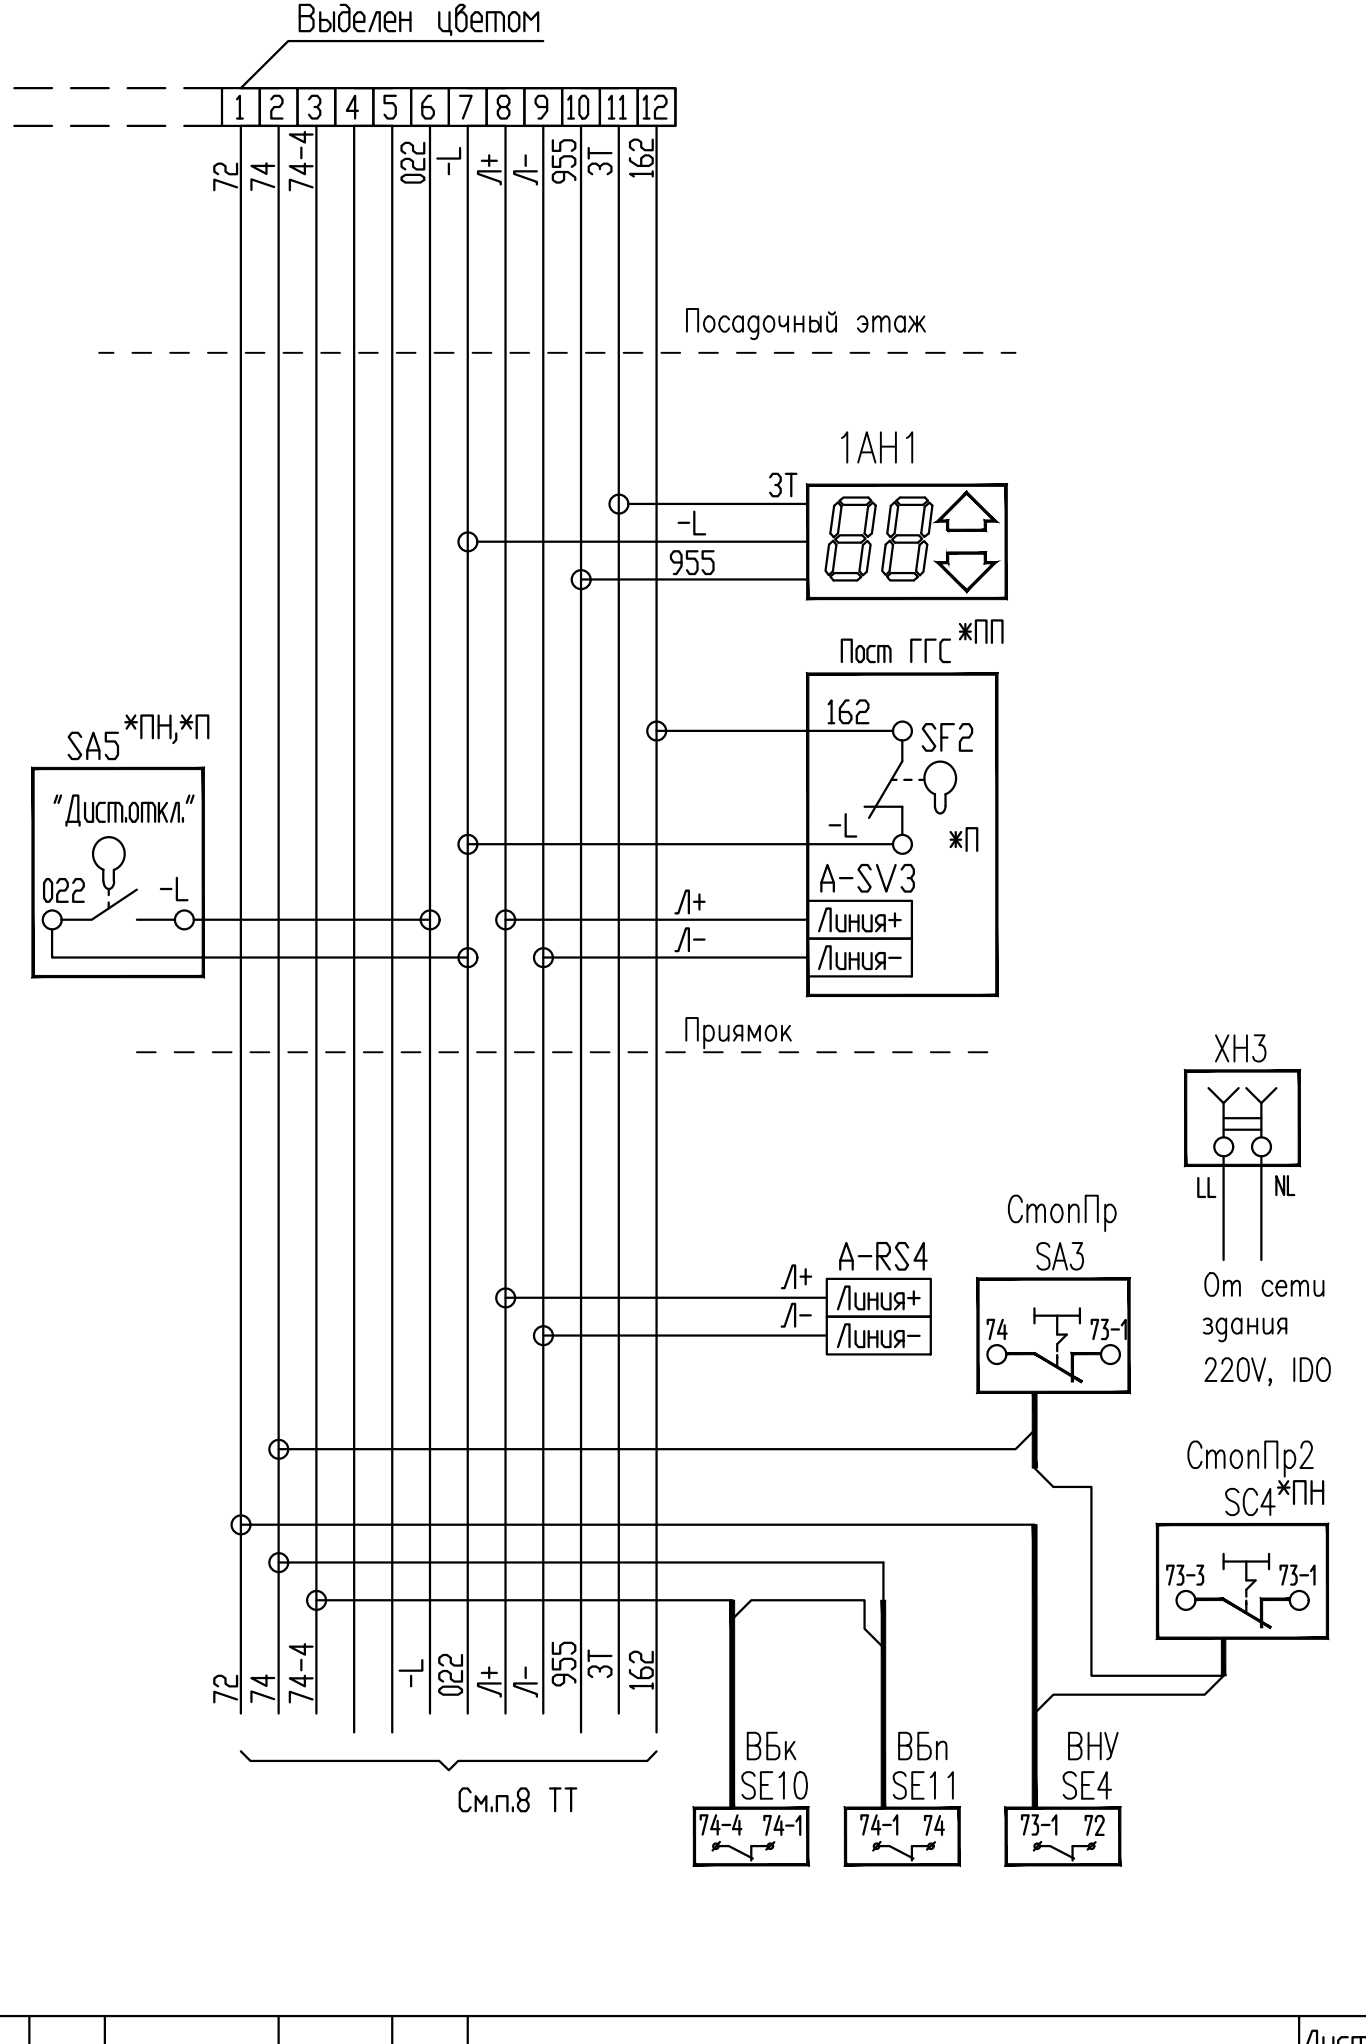 Выделен цветом
1 2 3 4 5 6 7 8 9 10 11 12
72 74 74-4 022 -L Л+ Л- 955 3Т 162
Посадочный этаж
1АН1
3Т
-L
955
Пост ГГС *ПП
162
SF2
-L
*П
A-SV3
Л+
Линия+
Л-
Линия-
SA5 *ПН,*П
"Дист.откл."
022 -L
Приямок
XH3
LL NL
От сети
здания
220V, IDO
A-RS4
Л+
Линия+
Л-
Линия-
СтопПр
SA3
74 73-1
СтопПр2
SC4 *ПН
73-3 73-1
72 74 74-4 -L 022 Л+ Л- 955 3Т 162
См.п.8 ТТ
ВБк
SE10
74-4 74-1
ВБп
SE11
74-1 74
ВНУ
SE4
73-1 72
Лист